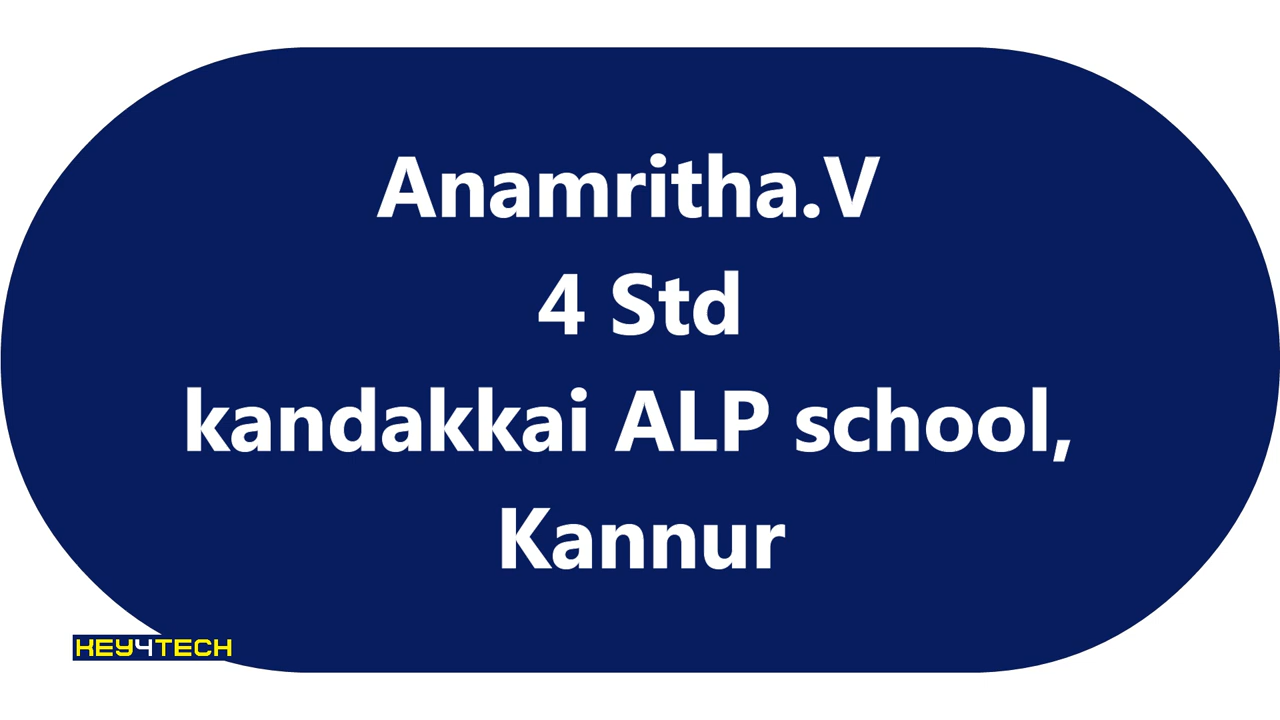 Anamritha.V
4 Std
kandakkai ALP school,
Kannur
KEY4TECH